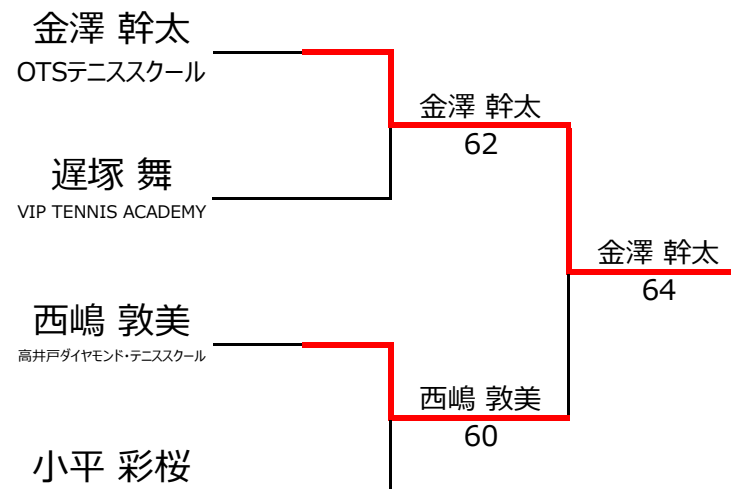 金澤 幹太
OTSテニススクール
金澤 幹太
62
遅塚 舞
VIP TENNIS ACADEMY
金澤 幹太
64
西嶋 敦美
高井戸ダイヤモンド・テニススクール
西嶋 敦美
60
小平 彩桜